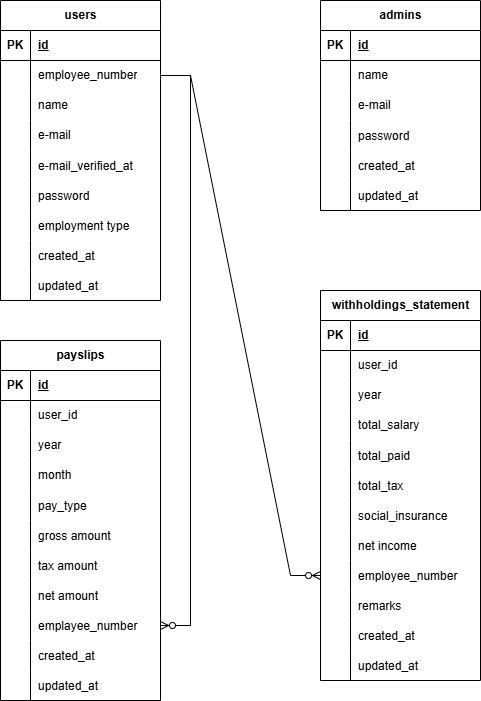 users
PK id
employee_number
name
e-mail
e-mail_verified_at
password
employment type
created_at
updated_at
admins
PK id
name
e-mail
password
created_at
updated_at
payslips
PK id
user_id
year
month
pay_type
gross amount
tax amount
net amount
emplayee_number
created_at
updated_at
withholdings_statement
PK id
user_id
year
total_salary
total_paid
total_tax
social_insurance
net income
employee_number
remarks
created_at
updated_at